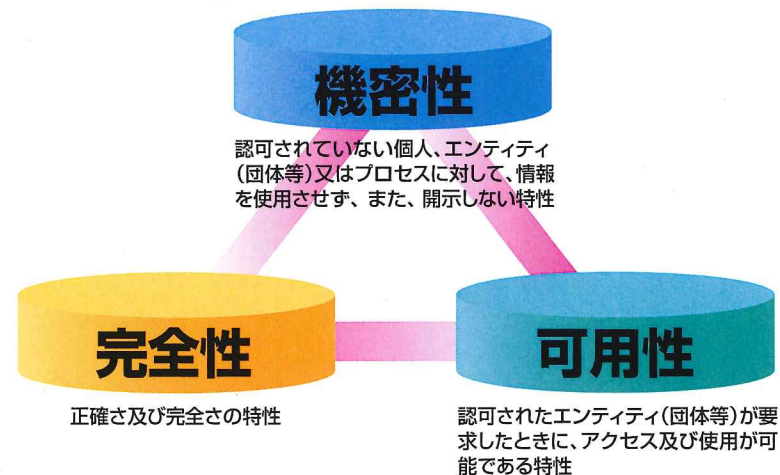 機密性
認可されていない個人、エンティティ
(団体等)又はプロセスに対して、情報
を使用させず、また、開示しない特性
完全性
正確さ及び完全さの特性
可用性
認可されたエンティティ(団体等)が要
求したときに、アクセス及び使用が可
能である特性